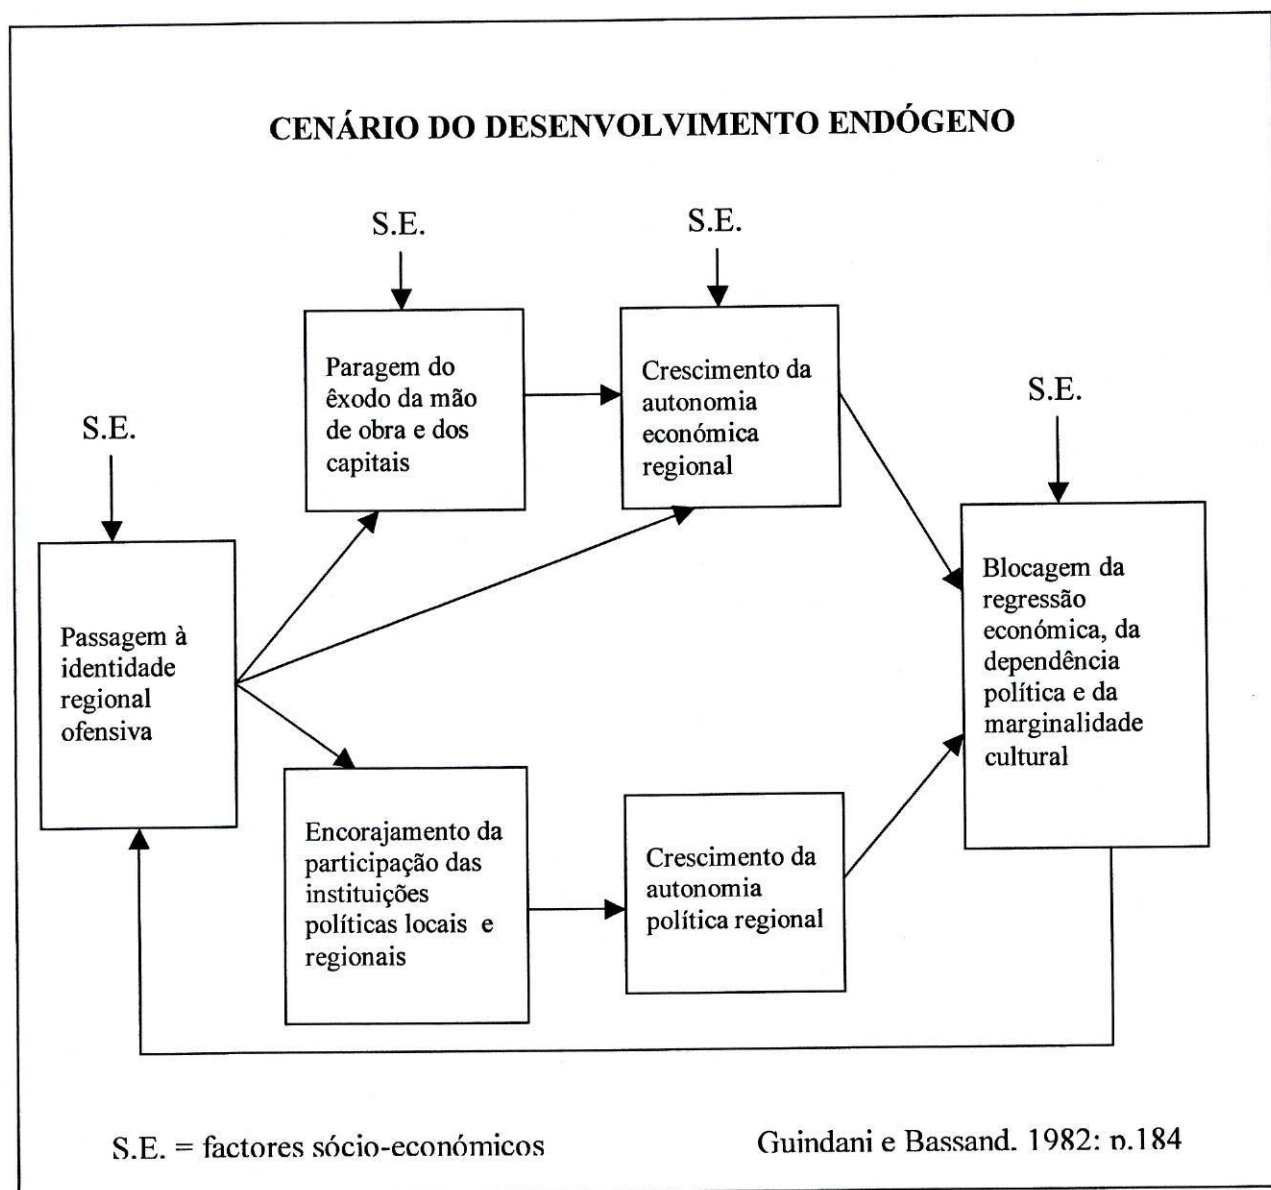 CENÁRIO DO DESENVOLVIMENTO ENDÓGENO
S.E.
S.E.
S.E.
S.E.
Paragem do
êxodo da mão
de obra e dos
capitais
Crescimento da
autonomia
económica
regional
Passagem à
identidade
regional
ofensiva
Blocagem da
regressão
económica, da
dependência
política e da
marginalidade
cultural
Encorajamento da
participação das
instituições
políticas locais e
regionais
Crescimento da
autonomia
política regional
S.E. = factores sócio-económicos
Guindani e Bassand. 1982: p.184